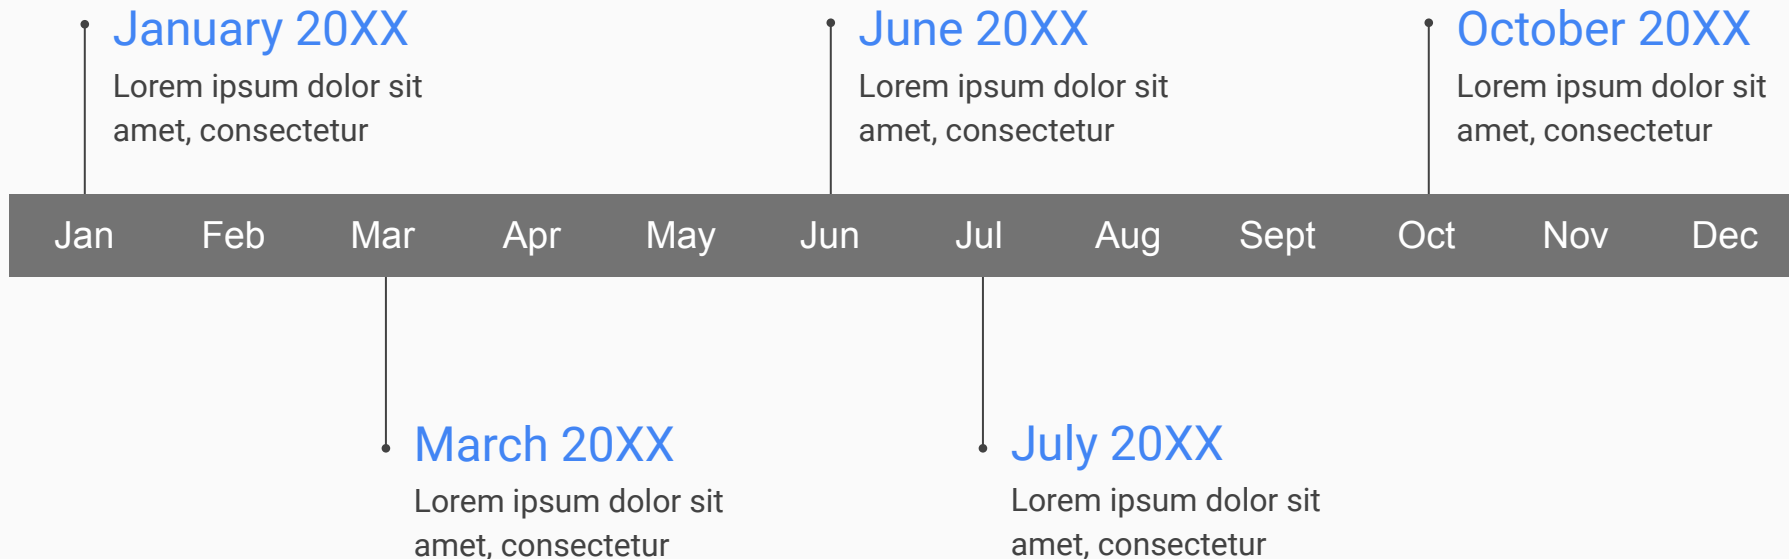 January 20XX
Lorem ipsum dolor sit
amet, consectetur
June 20XX
Lorem ipsum dolor sit
amet, consectetur
October 20XX
Lorem ipsum dolor sit
amet, consectetur
Jan Feb Mar Apr May Jun Jul Aug Sept Oct Nov Dec
March 20XX
Lorem ipsum dolor sit
amet, consectetur
July 20XX
Lorem ipsum dolor sit
amet, consectetur